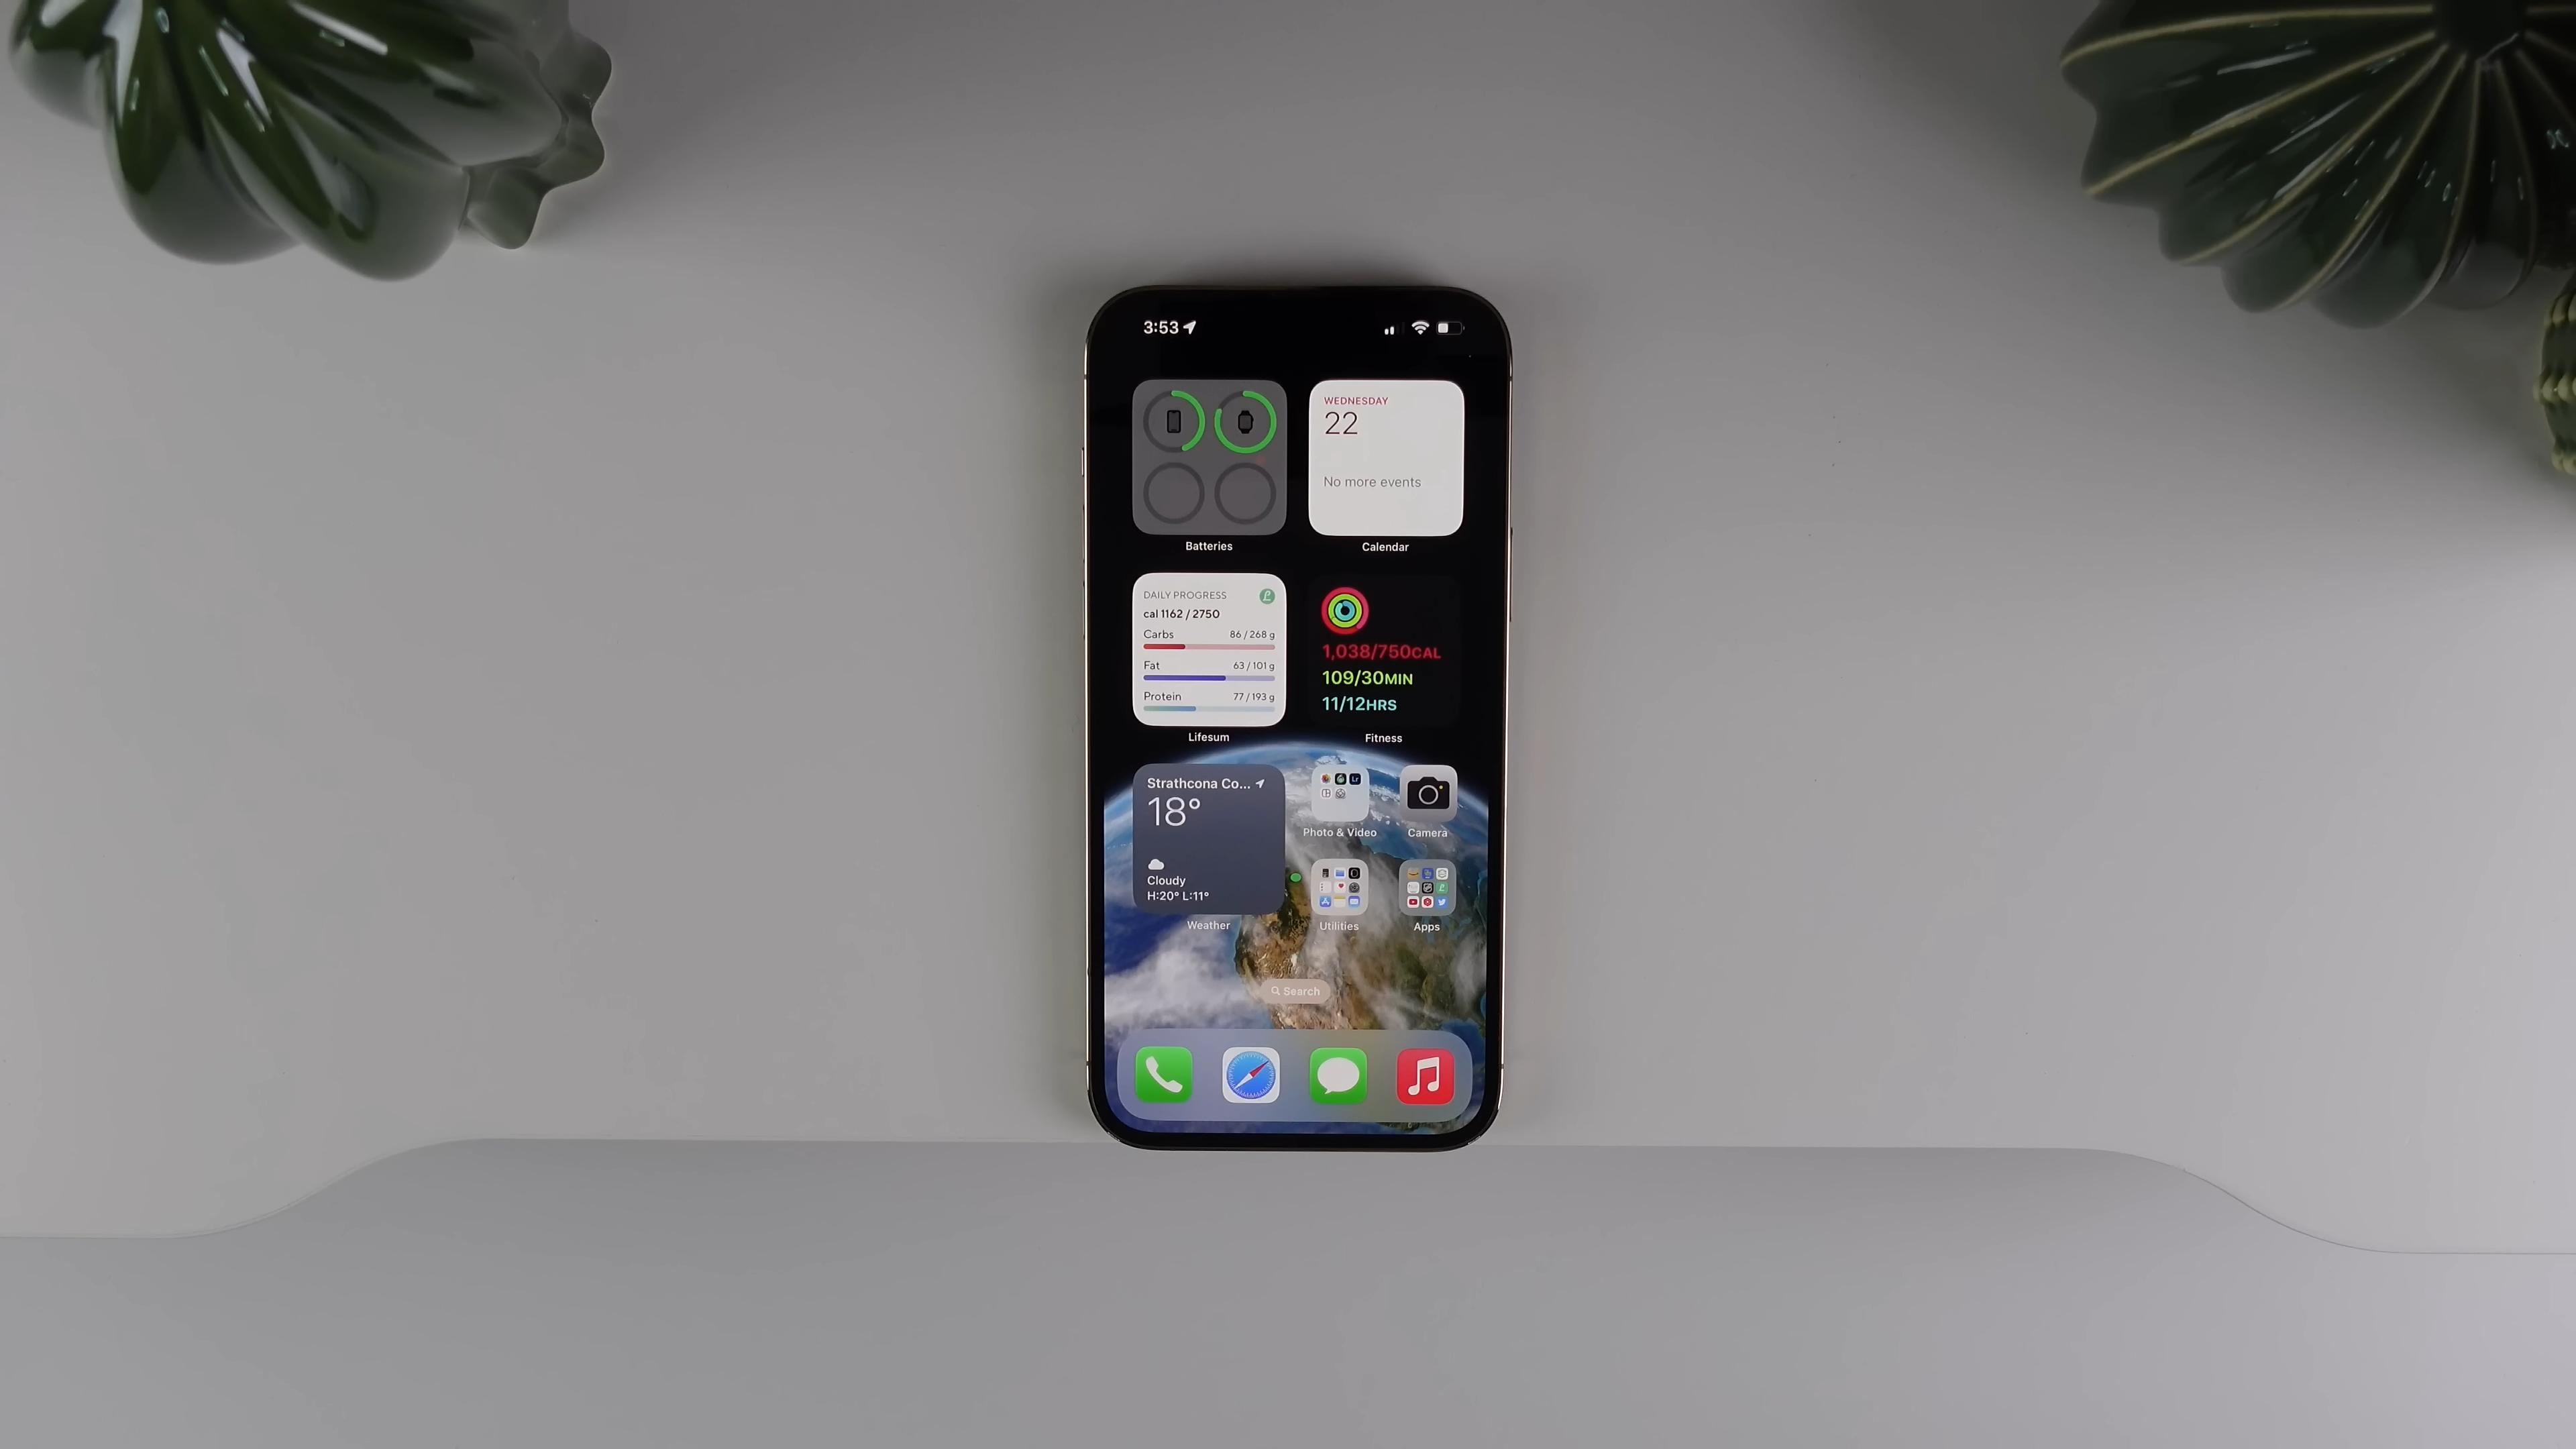 3:53
WEDNESDAY
22
No more events
Batteries
Calendar
DAILY PROGRESS
cal 1162 / 2750
Carbs 86 / 268 g
Fat 63 / 101 g
Protein 77 / 193 g
Lifesum
1,038/750CAL
109/30MIN
11/12HRS
Fitness
Strathcona Co...
18°
Cloudy
H:20° L:11°
Weather
Photo & Video
Camera
Utilities
Apps
Search